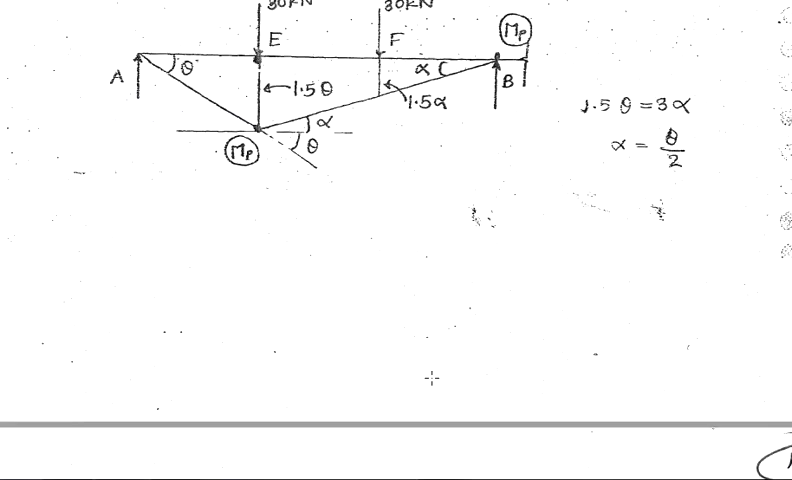 30KN 30KN
E F Mp
A θ α B
1.5θ 1.5α
1.5θ = 3α
α
Mp θ
α = θ/2